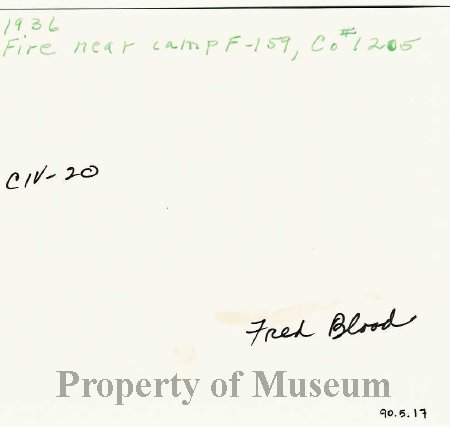 1936
Fire near camp F-159, Co #1205
CIV-20
Fred Blood
Property of Museum
90.5.17